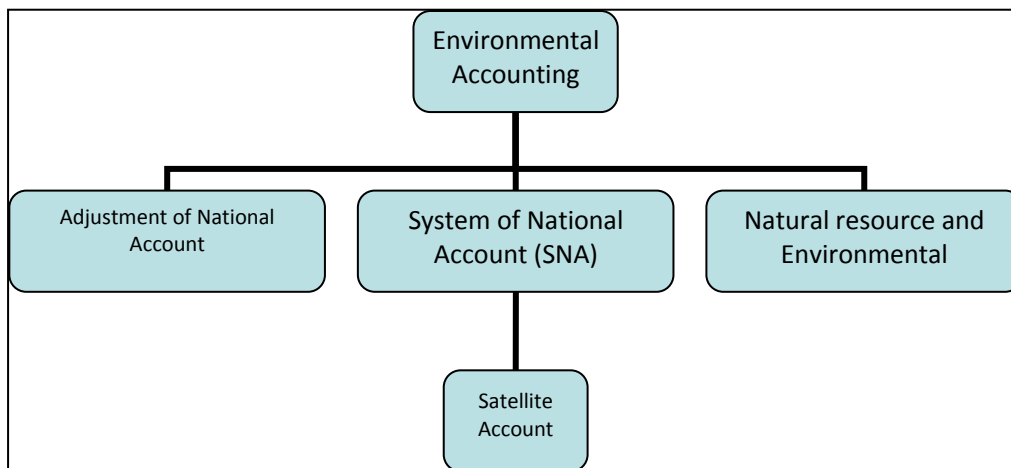 Environmental
Accounting
Adjustment of National
Account
System of National
Account (SNA)
Natural resource and
Environmental
Satellite
Account